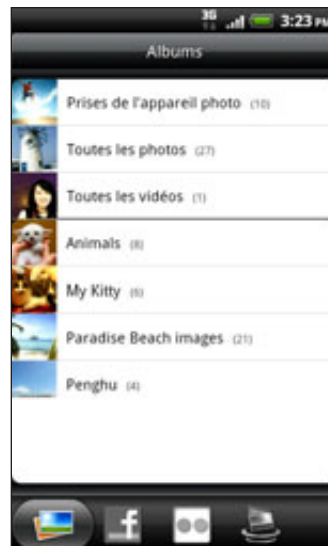 3G 3:23 PM
Albums
Prises de l'appareil photo (10)
Toutes les photos (27)
Toutes les vidéos (1)
Animals (8)
My Kitty (6)
Paradise Beach images (21)
Penghu (4)